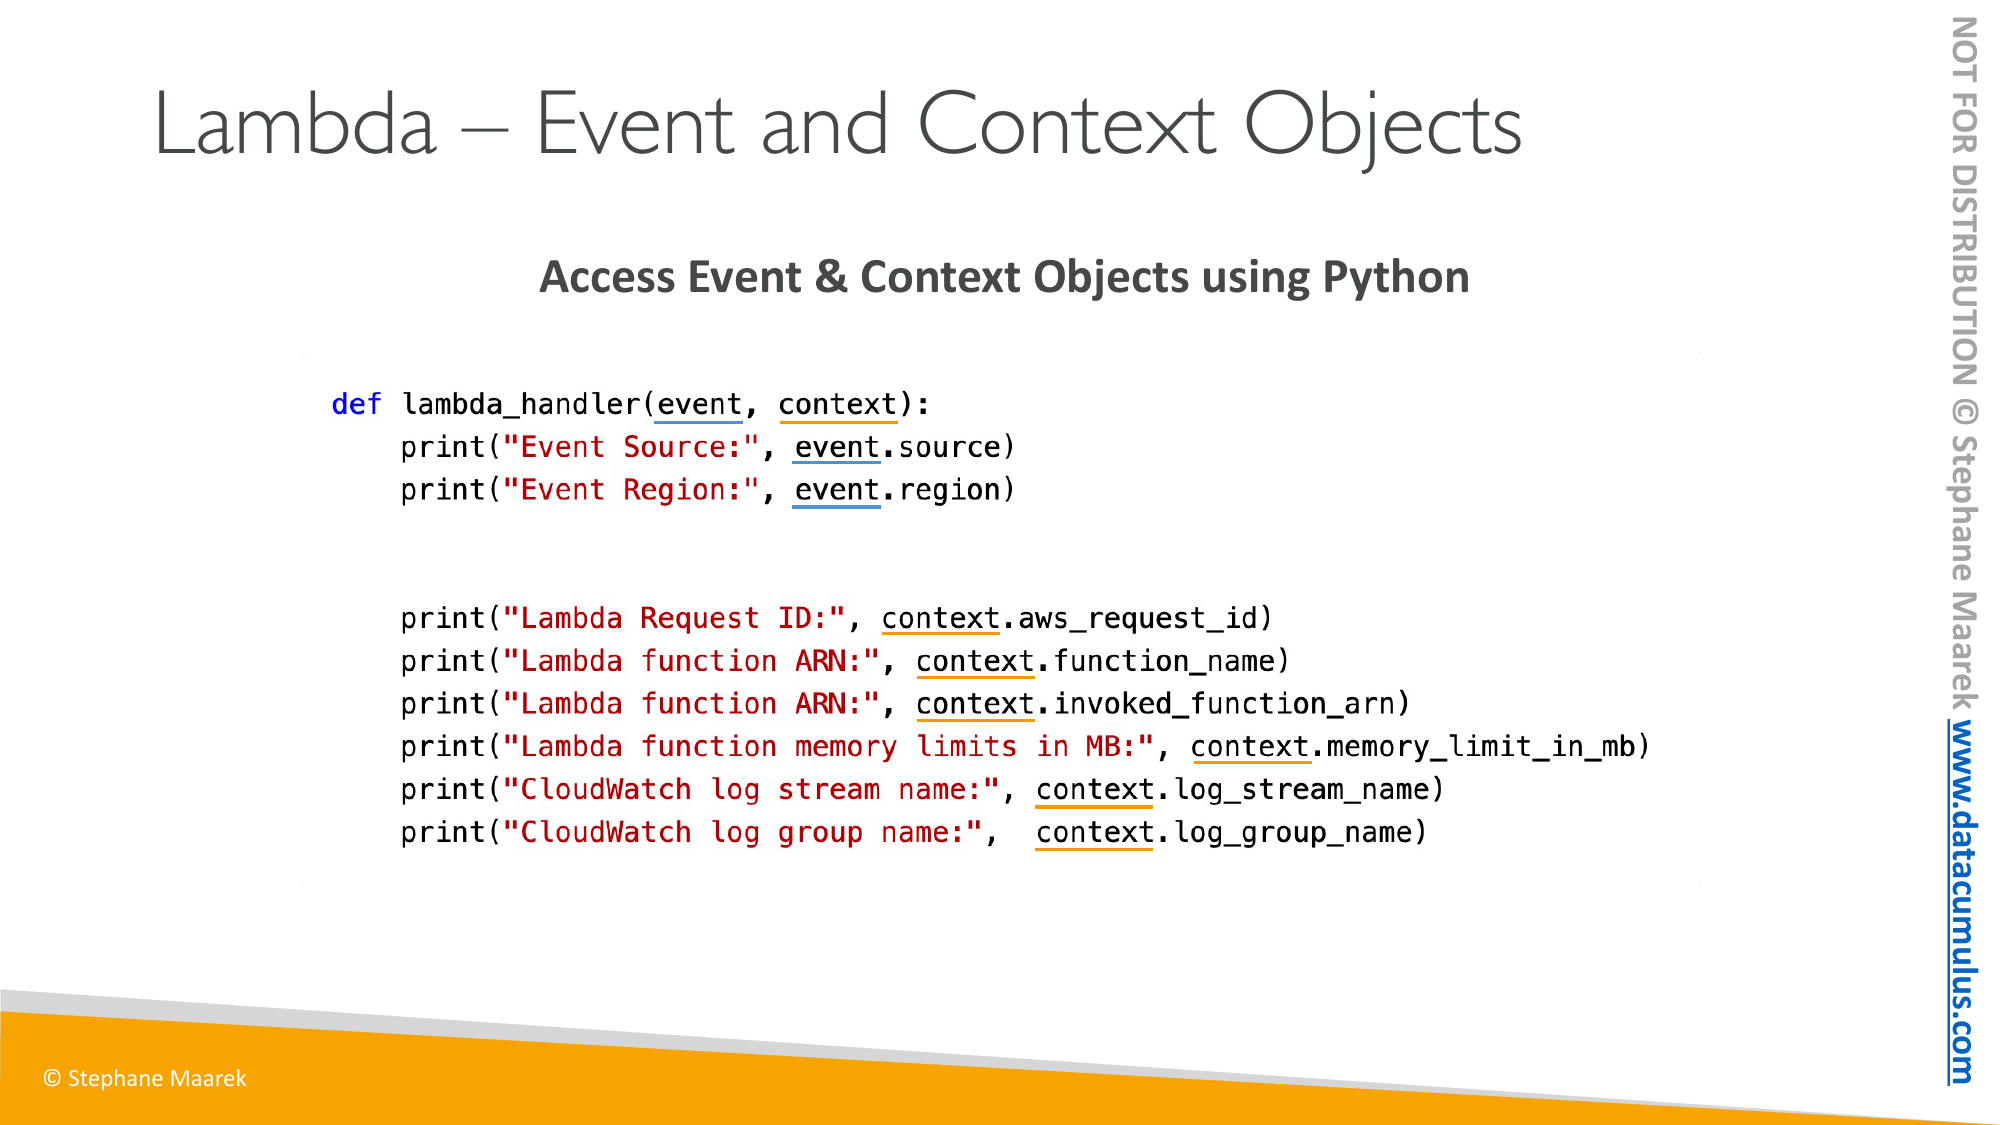 Lambda – Event and Context Objects
Access Event & Context Objects using Python
def lambda_handler(event, context):
    print("Event Source:", event.source)
    print("Event Region:", event.region)
    print("Lambda Request ID:", context.aws_request_id)
    print("Lambda function ARN:", context.function_name)
    print("Lambda function ARN:", context.invoked_function_arn)
    print("Lambda function memory limits in MB:", context.memory_limit_in_mb)
    print("CloudWatch log stream name:", context.log_stream_name)
    print("CloudWatch log group name:",  context.log_group_name)
© Stephane Maarek
NOT FOR DISTRIBUTION © Stephane Maarek www.datacumulus.com